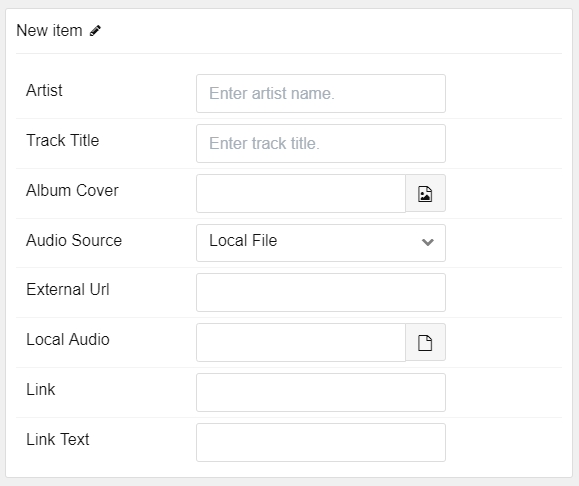 New item
Artist
Enter artist name.
Track Title
Enter track title.
Album Cover
Audio Source
Local File
External Url
Local Audio
Link
Link Text